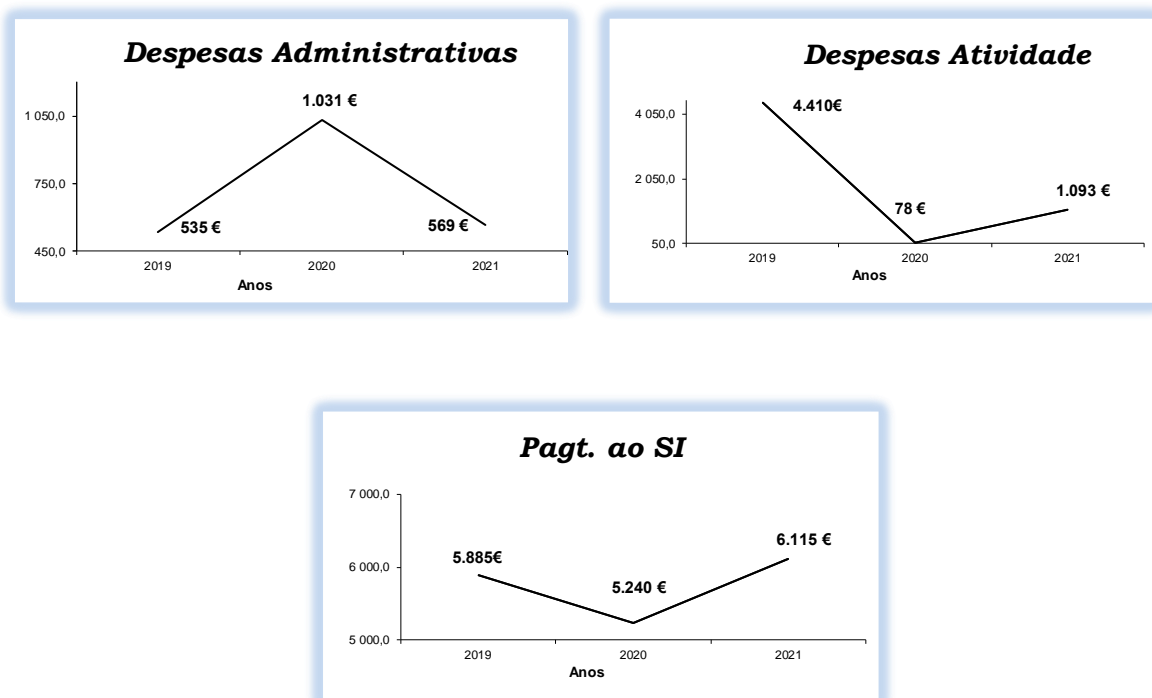 Despesas Administrativas
1.031 €
1 050,0
750,0
535 €
569 €
450,0
2019 2020 2021
Anos
Despesas Atividade
4.410€
4 050,0
2 050,0
1.093 €
78 €
50,0
2019 2020 2021
Anos
Pagt. ao SI
7 000,0
6.115 €
5.885€
6 000,0
5.240 €
5 000,0
2019 2020 2021
Anos